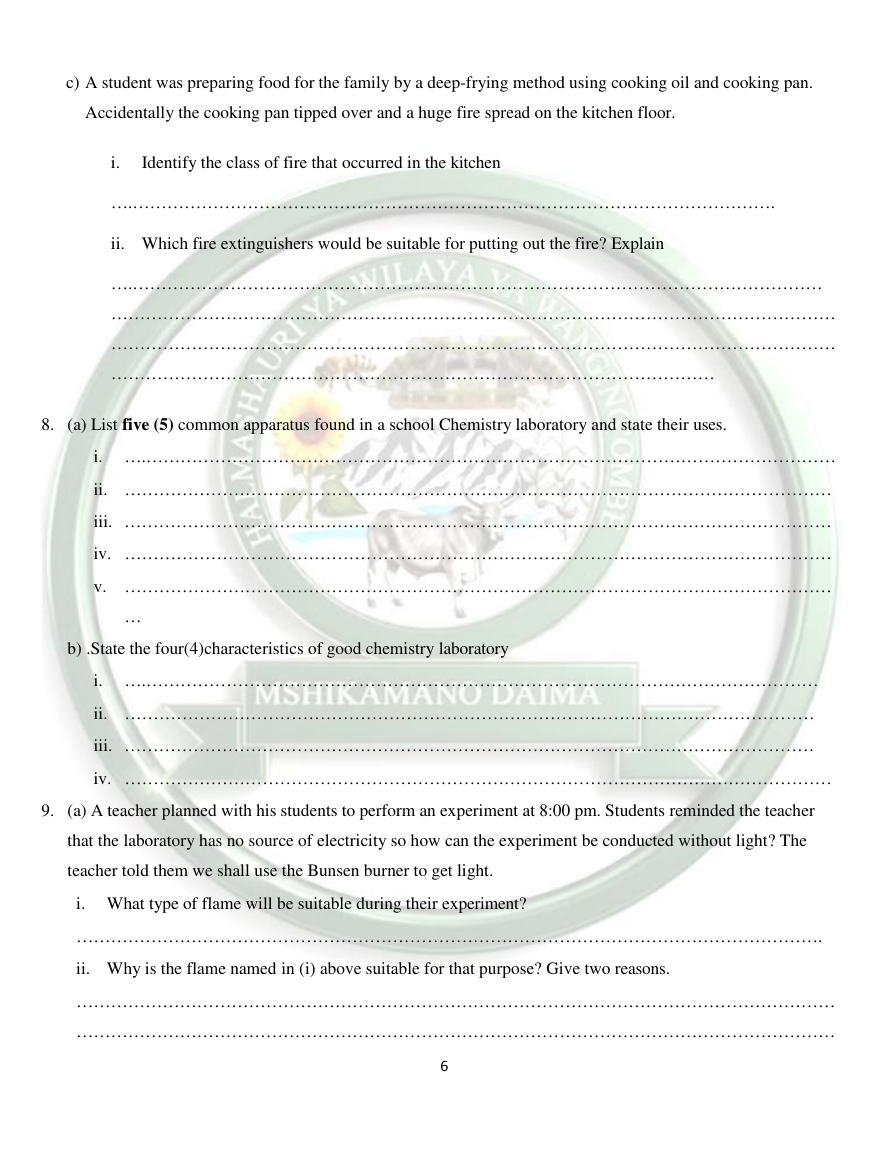 c) A student was preparing food for the family by a deep-frying method using cooking oil and cooking pan.
Accidentally the cooking pan tipped over and a huge fire spread on the kitchen floor.
i. Identify the class of fire that occurred in the kitchen
…………………………………………………………………………………………………….
ii. Which fire extinguishers would be suitable for putting out the fire? Explain
……………………………………………………………………………………………………………
………………………………………………………………………………………………………………
………………………………………………………………………………………………………………
……………………………………………………………………………………………
8. (a) List five (5) common apparatus found in a school Chemistry laboratory and state their uses.
i. ……………………………………………………………………………………………………………
ii. ……………………………………………………………………………………………………………
iii. ……………………………………………………………………………………………………………
iv. ……………………………………………………………………………………………………………
v. ……………………………………………………………………………………………………………
…
b) .State the four(4)characteristics of good chemistry laboratory
i. …………………………………………………………………………………………………………
ii. …………………………………………………………………………………………………………
iii. …………………………………………………………………………………………………………
iv. ……………………………………………………………………………………………………………
9. (a) A teacher planned with his students to perform an experiment at 8:00 pm. Students reminded the teacher
that the laboratory has no source of electricity so how can the experiment be conducted without light? The
teacher told them we shall use the Bunsen burner to get light.
i. What type of flame will be suitable during their experiment?
………………………………………………………………………………………………………………….
ii. Why is the flame named in (i) above suitable for that purpose? Give two reasons.
……………………………………………………………………………………………………………………
……………………………………………………………………………………………………………………
6
HALMASHAURI YA WILAYA YA WANGING'OMBE
MSHIKAMANO DAIMA